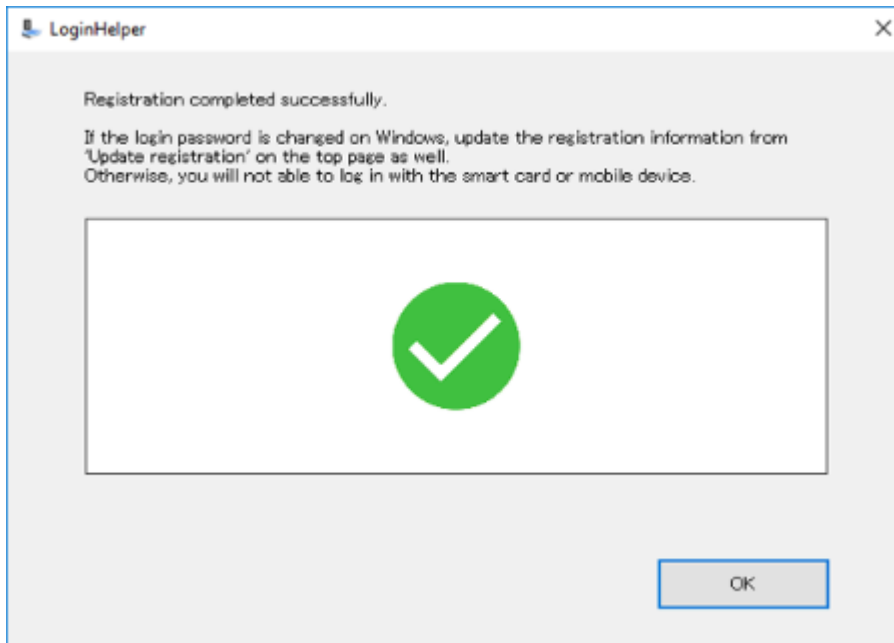 LoginHelper
Registration completed successfully.
If the login password is changed on Windows, update the registration information from
'Update registration' on the top page as well.
Otherwise, you will not able to log in with the smart card or mobile device.
OK